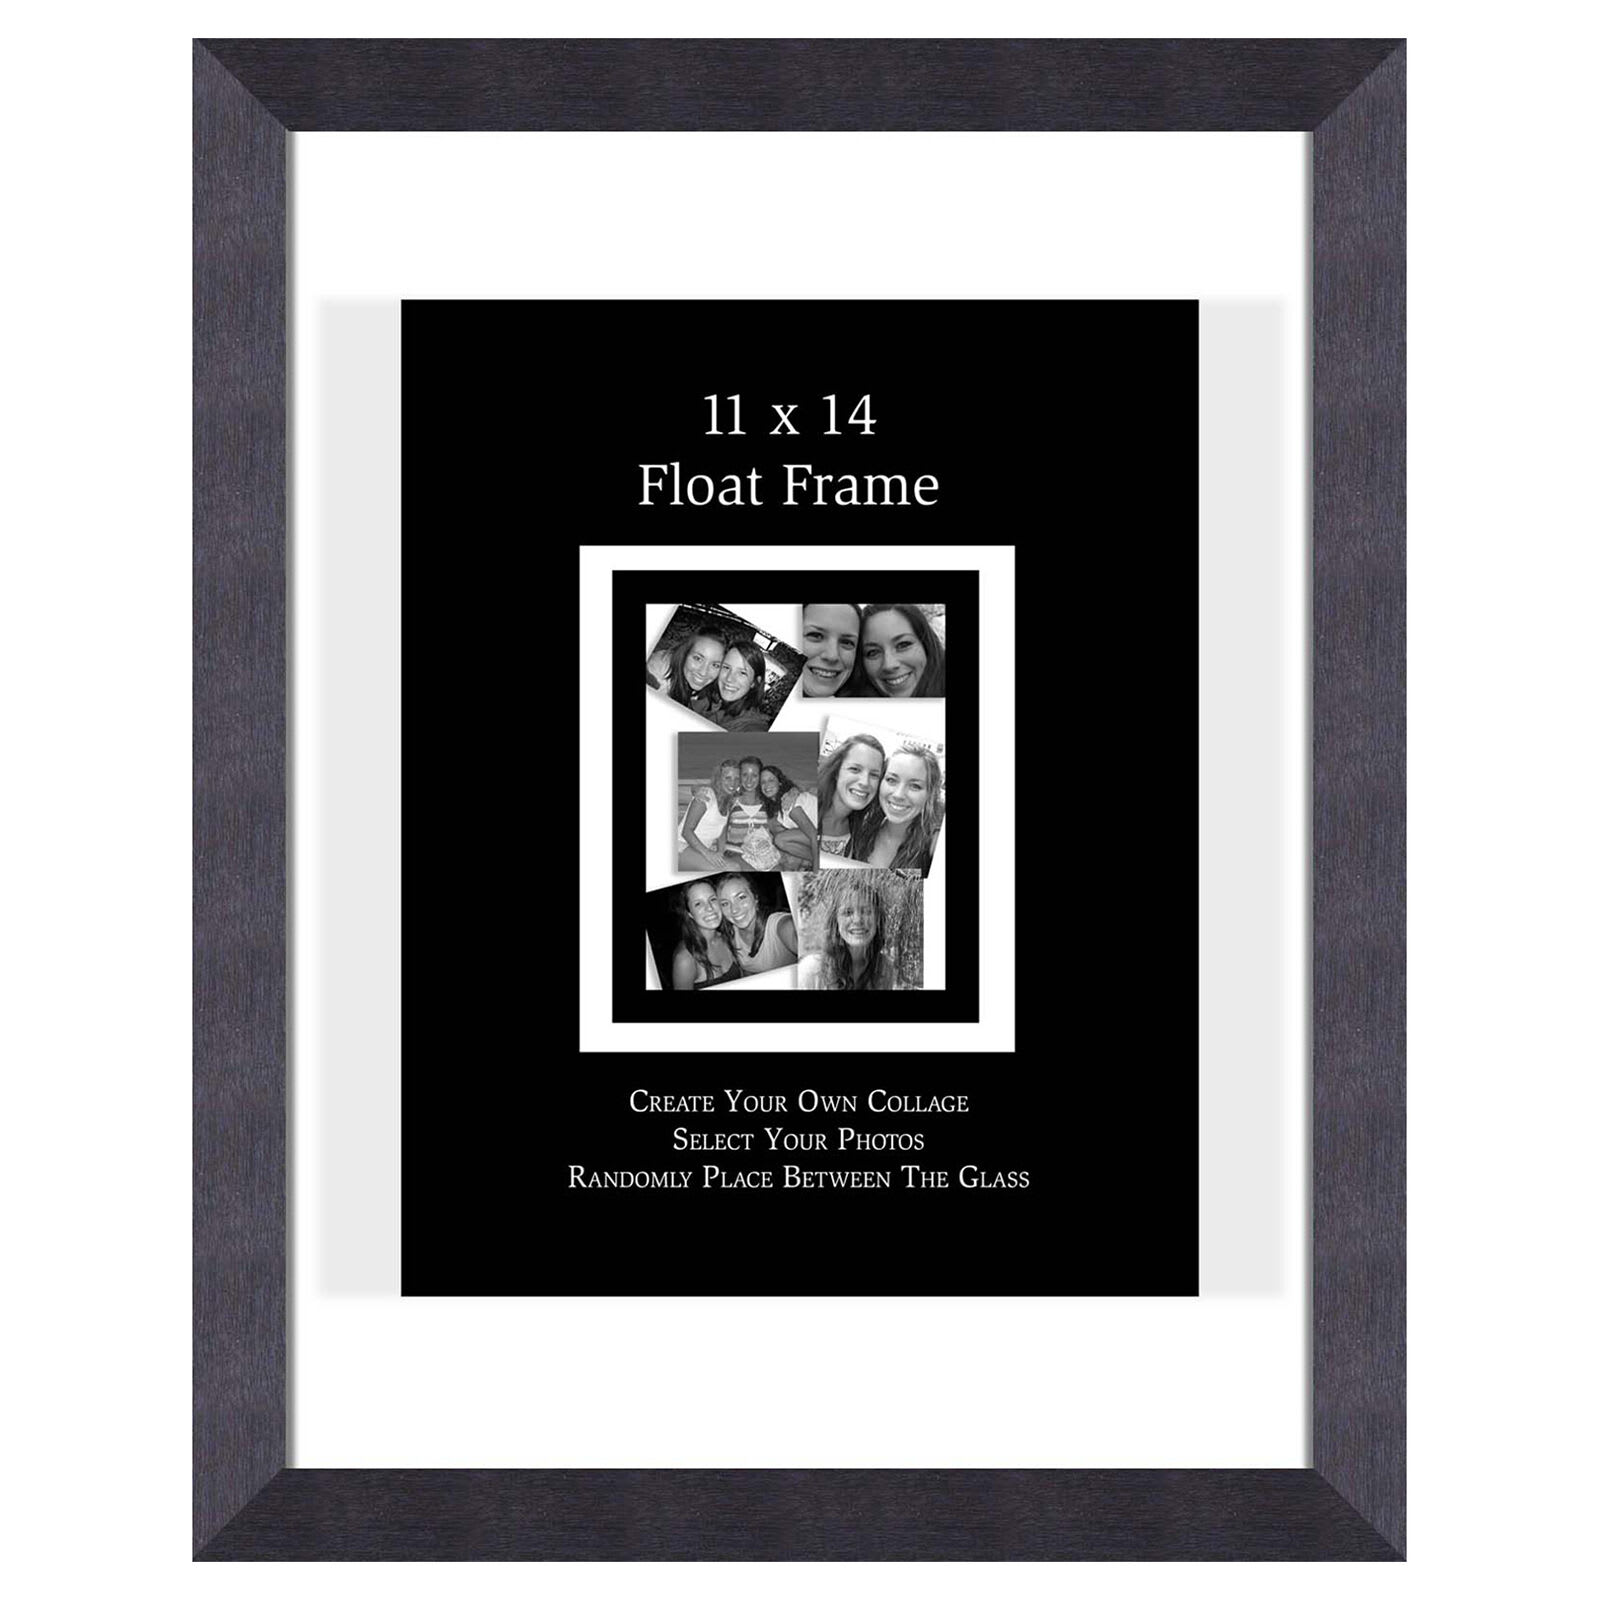 11 x 14
Float Frame
Create Your Own Collage
Select Your Photos
Randomly Place Between The Glass